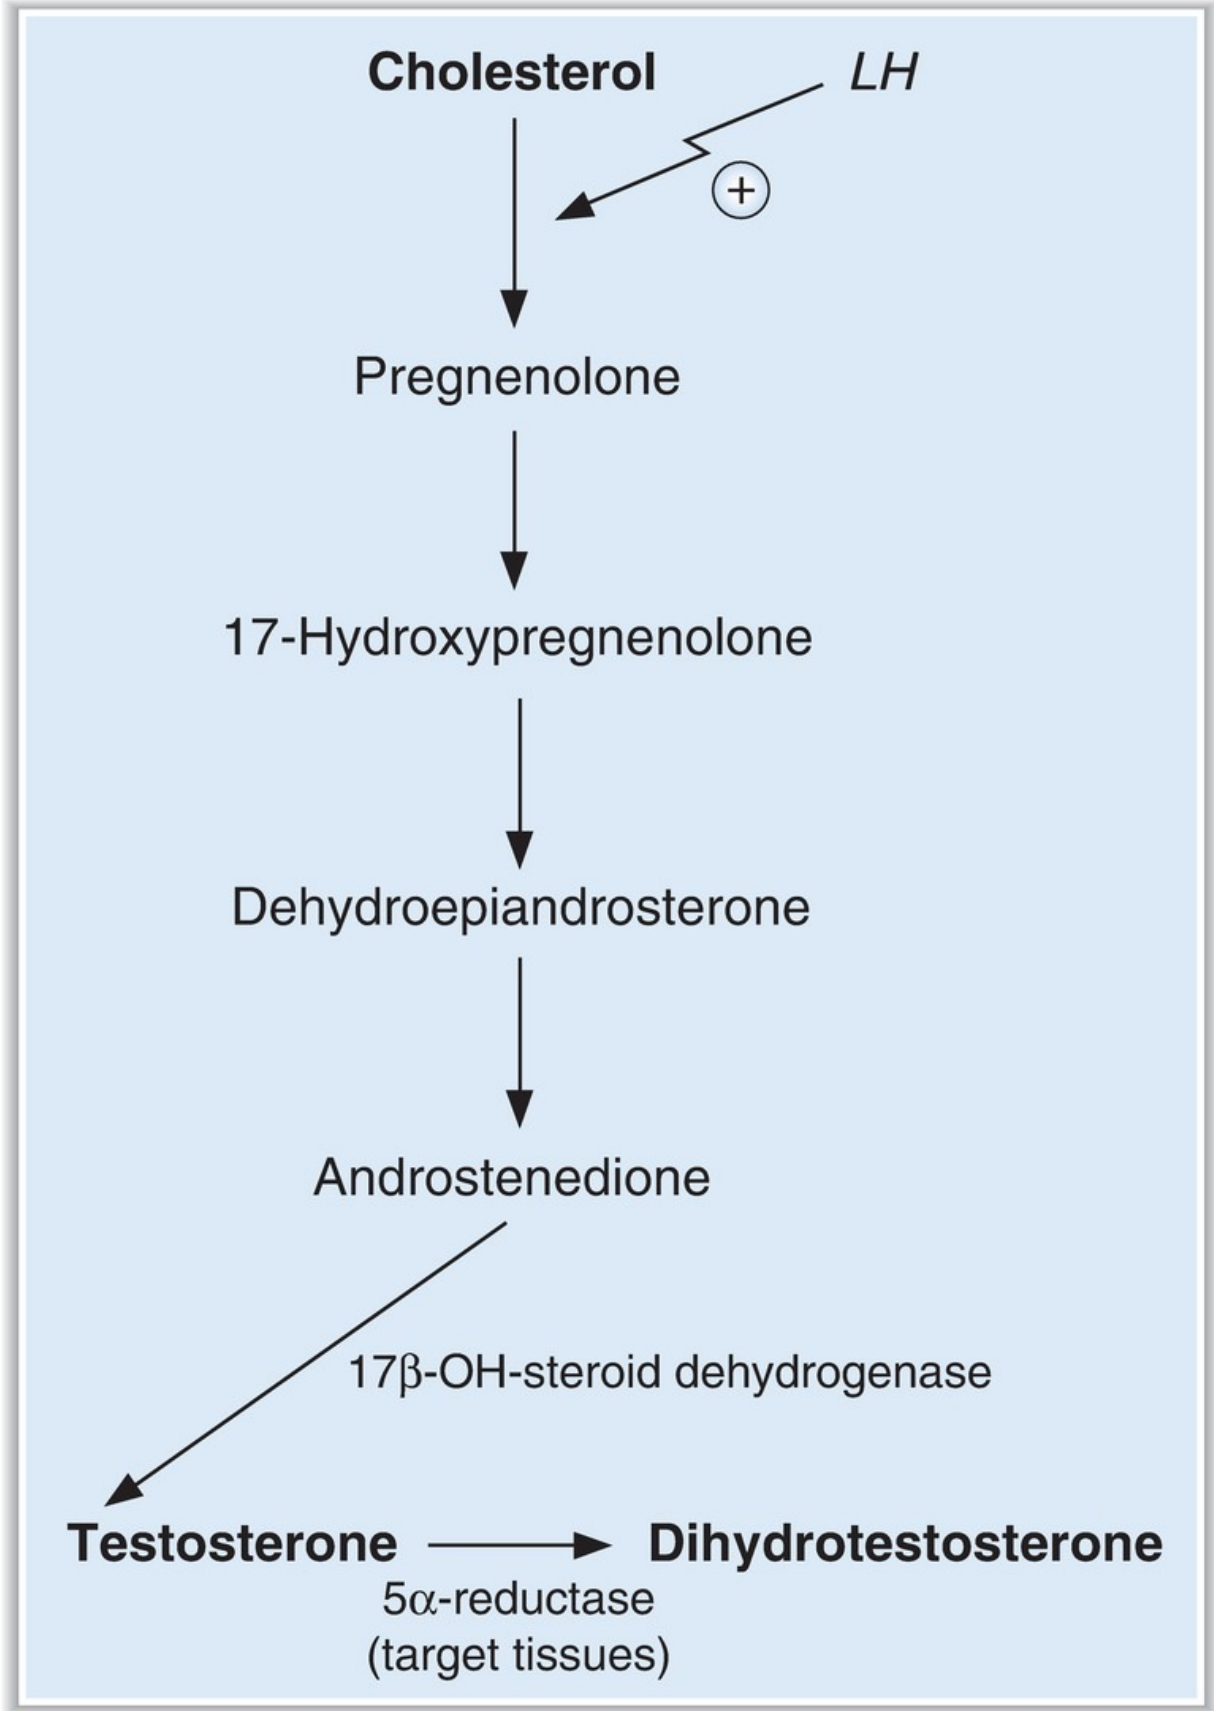 Cholesterol LH
+
Pregnenolone
17-Hydroxypregnenolone
Dehydroepiandrosterone
Androstenedione
17β-OH-steroid dehydrogenase
Testosterone Dihydrotestosterone
5α-reductase
(target tissues)